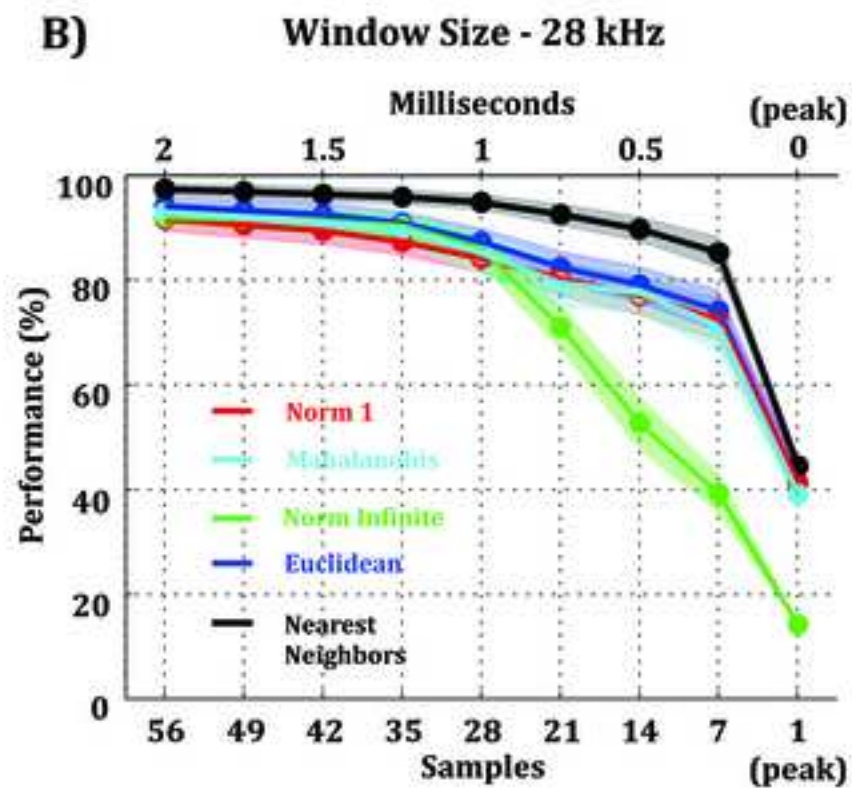 B) Window Size - 28 kHz
Milliseconds (peak)
2 1.5 1 0.5 0
100
80
60
40
20
0
Performance (%)
Norm 1
Mahalanobis
Norm Infinite
Euclidean
Nearest
Neighbors
56 49 42 35 28 21 14 7 1
Samples (peak)